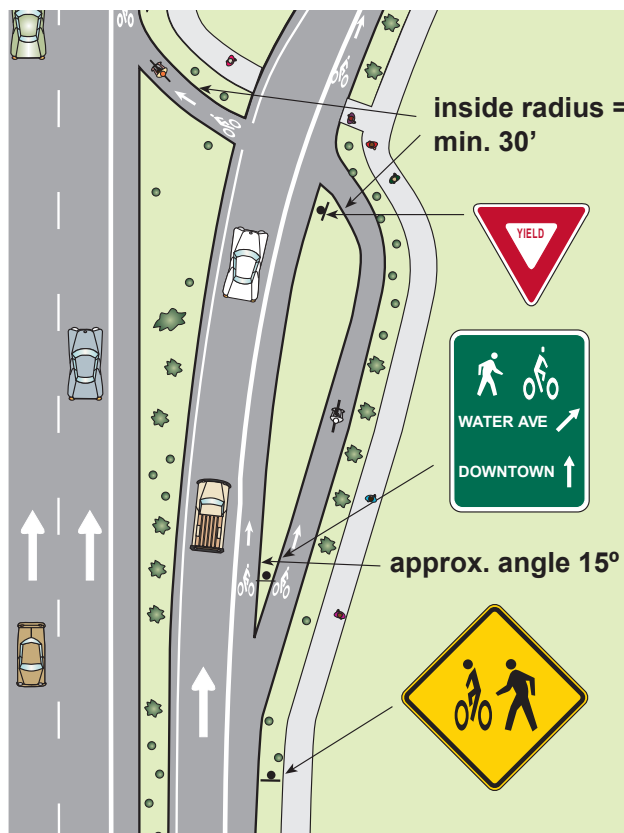 inside radius =
min. 30’
YIELD
WATER AVE
DOWNTOWN
approx. angle 15º